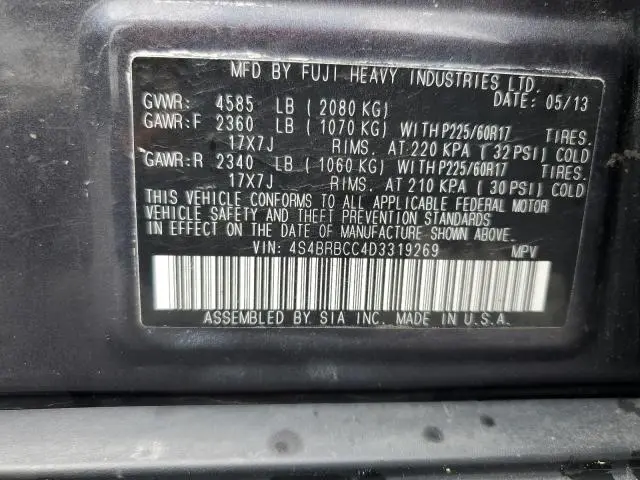 MFD BY FUJI HEAVY INDUSTRIES LTD.
DATE: 05/13
GVWR: 4585 LB (2080 KG)
GAWR:F 2360 LB (1070 KG) WITH P225/60R17 TIRES.
17X7J RIMS. AT 220 KPA (32 PSI) COLD
GAWR:R 2340 LB (1060 KG) WITH P225/60R17 TIRES.
17X7J RIMS. AT 210 KPA (30 PSI) COLD
THIS VEHICLE CONFORMS TO ALL APPLICABLE FEDERAL MOTOR
VEHICLE SAFETY AND THEFT PREVENTION STANDARDS
IN EFFECT ON THE DATE OF MANUFACTURE SHOWN ABOVE.
VIN: 4S4BRBCC4D3319269 MPV
ASSEMBLED BY SIA INC. MADE IN U.S.A.